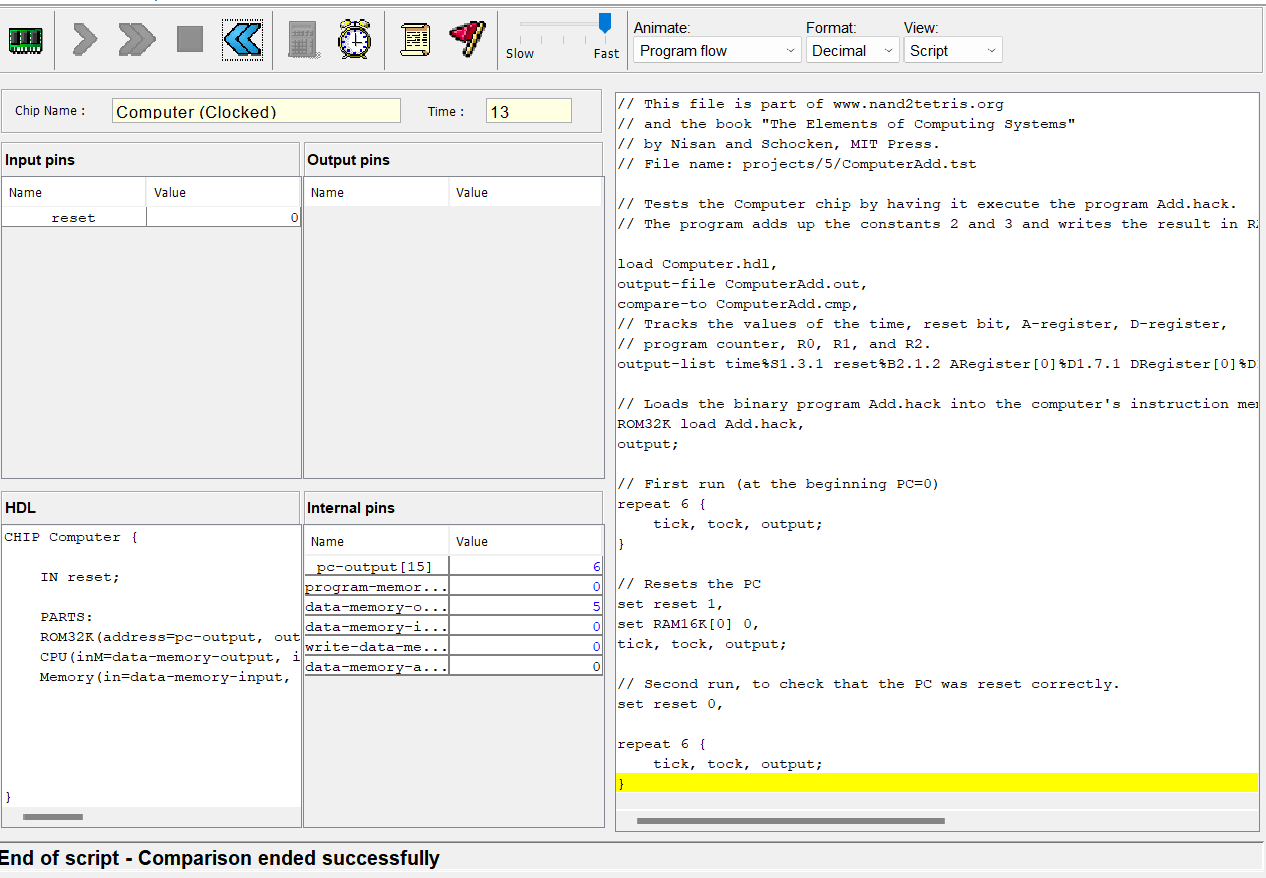 Animate:
Format:
View:
Slow
Fast
Program flow
Decimal
Script
Chip Name :
Computer (Clocked)
Time :
13
Input pins
Name
Value
reset
0
Output pins
Name
Value
HDL
CHIP Computer {
IN reset;
PARTS:
ROM32K(address=pc-output, out
CPU(inM=data-memory-output, i
Memory(in=data-memory-input,
}
Internal pins
Name
Value
pc-output[15]
6
program-memor...
0
data-memory-o...
5
data-memory-i...
0
write-data-me...
0
data-memory-a...
0
// This file is part of www.nand2tetris.org
// and the book "The Elements of Computing Systems"
// by Nisan and Schocken, MIT Press.
// File name: projects/5/ComputerAdd.tst
// Tests the Computer chip by having it execute the program Add.hack.
// The program adds up the constants 2 and 3 and writes the result in
load Computer.hdl,
output-file ComputerAdd.out,
compare-to ComputerAdd.cmp,
// Tracks the values of the time, reset bit, A-register, D-register,
// program counter, R0, R1, and R2.
output-list time%S1.3.1 reset%B2.1.2 ARegister[0]%D1.7.1 DRegister[0]%D
// Loads the binary program Add.hack into the computer's instruction
ROM32K load Add.hack,
output;
// First run (at the beginning PC=0)
repeat 6 {
tick, tock, output;
}
// Resets the PC
set reset 1,
set RAM16K[0] 0,
tick, tock, output;
// Second run, to check that the PC was reset correctly.
set reset 0,
repeat 6 {
tick, tock, output;
}
End of script - Comparison ended successfully